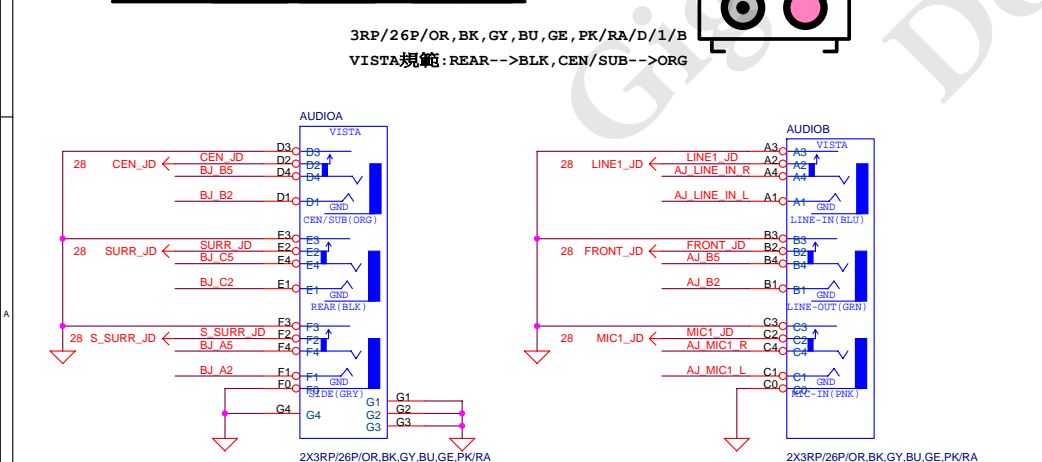 3RP/26P/OR,BK,GY,BU,GE,PK/RA/D/1/B
VISTA規範:REAR-->BLK,CEN/SUB-->ORG
Gig
Do
A
AUDIOA
VISTA
D3 D3
28 CEN_JD CEN_JD D2 D2
BJ_B5 D4 D4
BJ_B2 D1 D1
GND
CEN/SUB(ORG)
E3 E3
28 SURR_JD SURR_JD E2 E2
BJ_C5 E4 E4
BJ_C2 E1 E1
GND
REAR(BLK)
F3 F3
28 S_SURR_JD S_SURR_JD F2 F2
BJ_A5 F4 F4
BJ_A2 F1 F1
GND
F0 F0
SIDE(GRY)
G1 G1
G4 G4 G2 G2
G3 G3
2X3RP/26P/OR,BK,GY,BU,GE,PK/RA
AUDIOB
VISTA
A3 A3
28 LINE1_JD LINE1_JD A2 A2
AJ_LINE_IN_R A4 A4
AJ_LINE_IN_L A1 A1
GND
LINE-IN(BLU)
B3 B3
28 FRONT_JD FRONT_JD B2 B2
AJ_B5 B4 B4
AJ_B2 B1 B1
GND
LINE-OUT(GRN)
C3 C3
28 MIC1_JD MIC1_JD C2 C2
AJ_MIC1_R C4 C4
AJ_MIC1_L C1 C1
GND
C0 C0
MIC-IN(PNK)
2X3RP/26P/OR,BK,GY,BU,GE,PK/RA